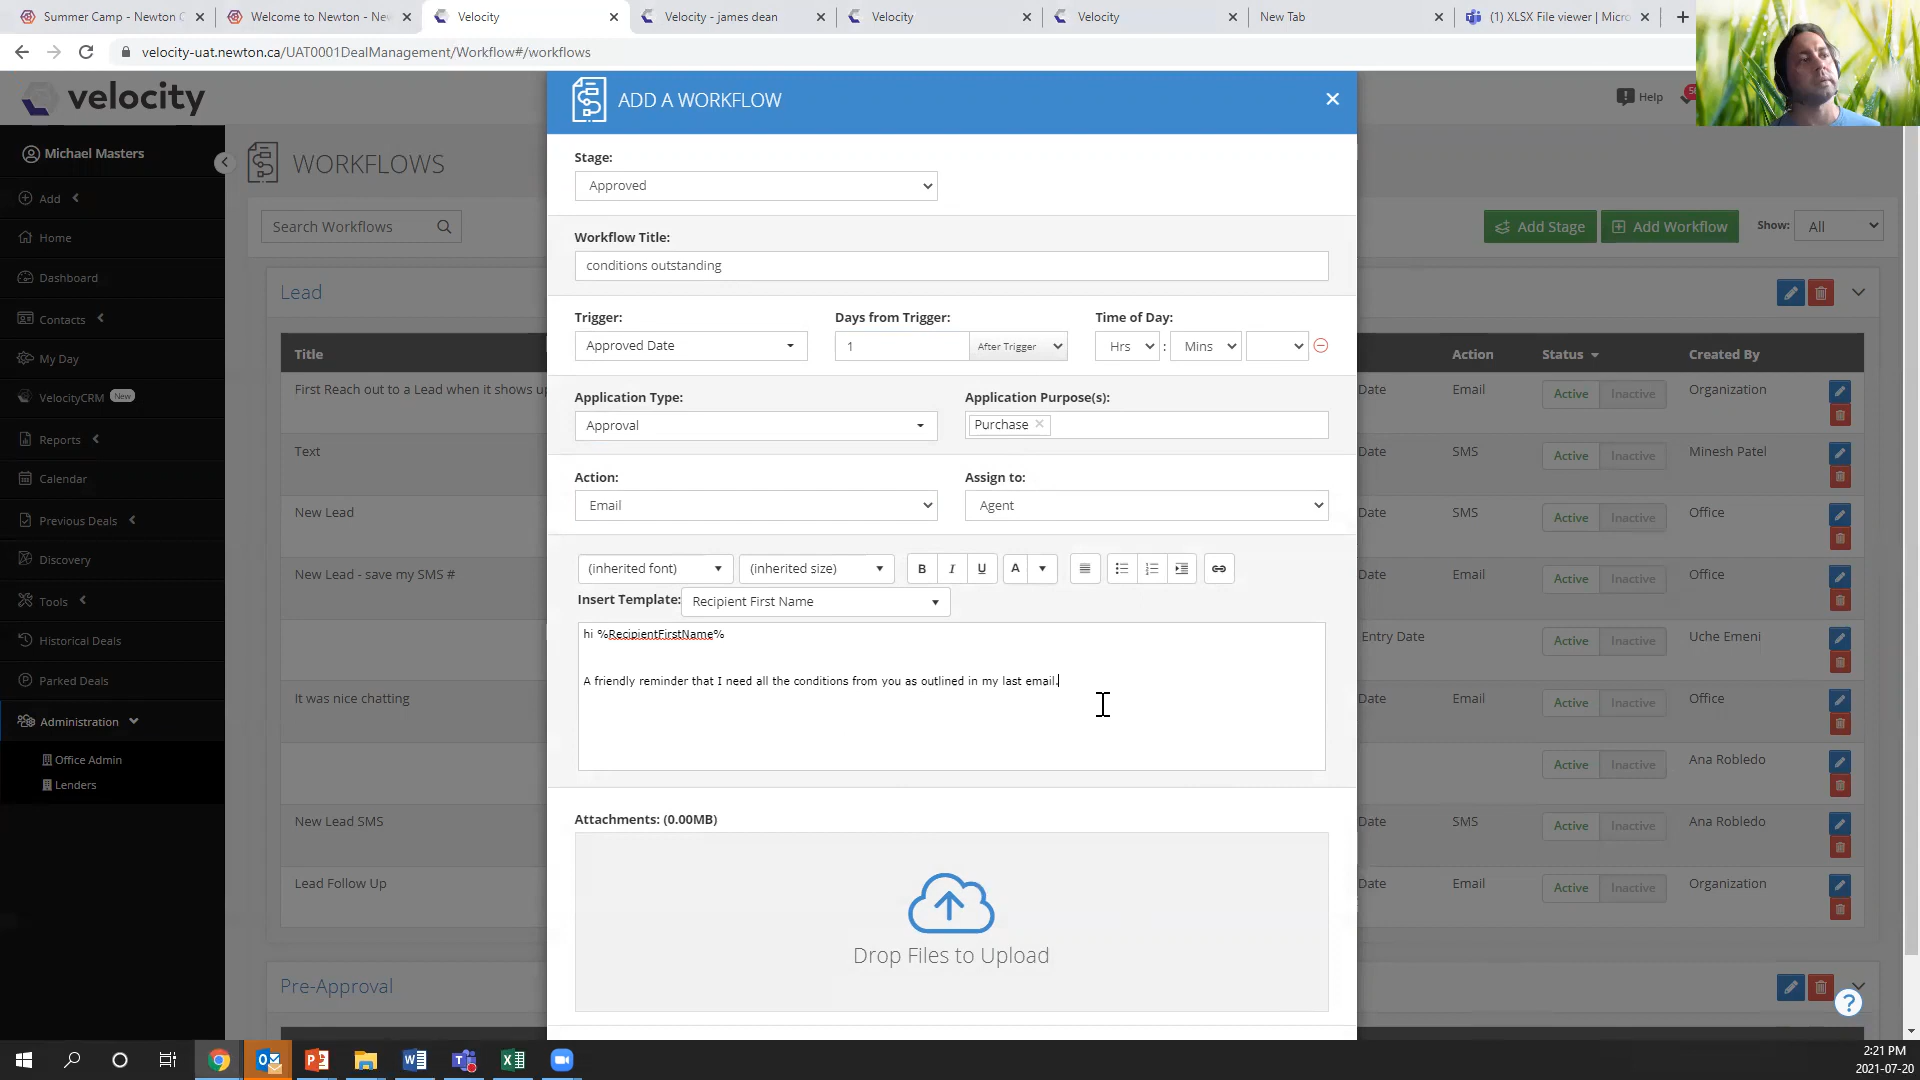 Summer Camp - Newton C
Welcome to Newton - New
Velocity
Velocity - james dean
Velocity
Velocity
New Tab
(1) XLSX File viewer | Micro
velocity-uat.newton.ca/UAT0001DealManagement/Workflow#/workflows
velocity
Help
ADD A WORKFLOW
Michael Masters
WORKFLOWS
Stage:
Approved
Add
Home
Dashboard
Contacts
My Day
VelocityCRM New
Reports
Calendar
Previous Deals
Discovery
Tools
Historical Deals
Parked Deals
Administration
Office Admin
Lenders
Search Workflows
Add Stage
Add Workflow
Show:
All
Lead
Title
Action
Status
Created By
First Reach out to a Lead when it shows up
Date
Email
Active
Inactive
Organization
Text
Date
SMS
Active
Inactive
Minesh Patel
New Lead
Date
SMS
Active
Inactive
Office
New Lead - save my SMS #
Date
Email
Active
Inactive
Office
Entry Date
Email
Active
Inactive
Uche Emeni
It was nice chatting
Date
Email
Active
Inactive
Office
Active
Inactive
Ana Robledo
New Lead SMS
Date
SMS
Active
Inactive
Ana Robledo
Lead Follow Up
Date
Email
Active
Inactive
Organization
Pre-Approval
Workflow Title:
conditions outstanding
Trigger:
Days from Trigger:
Time of Day:
Approved Date
1
After Trigger
Hrs
:
Mins
Application Type:
Application Purpose(s):
Approval
Purchase
Action:
Assign to:
Email
Agent
(inherited font)
(inherited size)
B
I
U
A
Insert Template:
Recipient First Name
hi %RecipientFirstName%
A friendly reminder that I need all the conditions from you as outlined in my last email.
Attachments: (0.00MB)
Drop Files to Upload
?
2:21 PM
2021-07-20